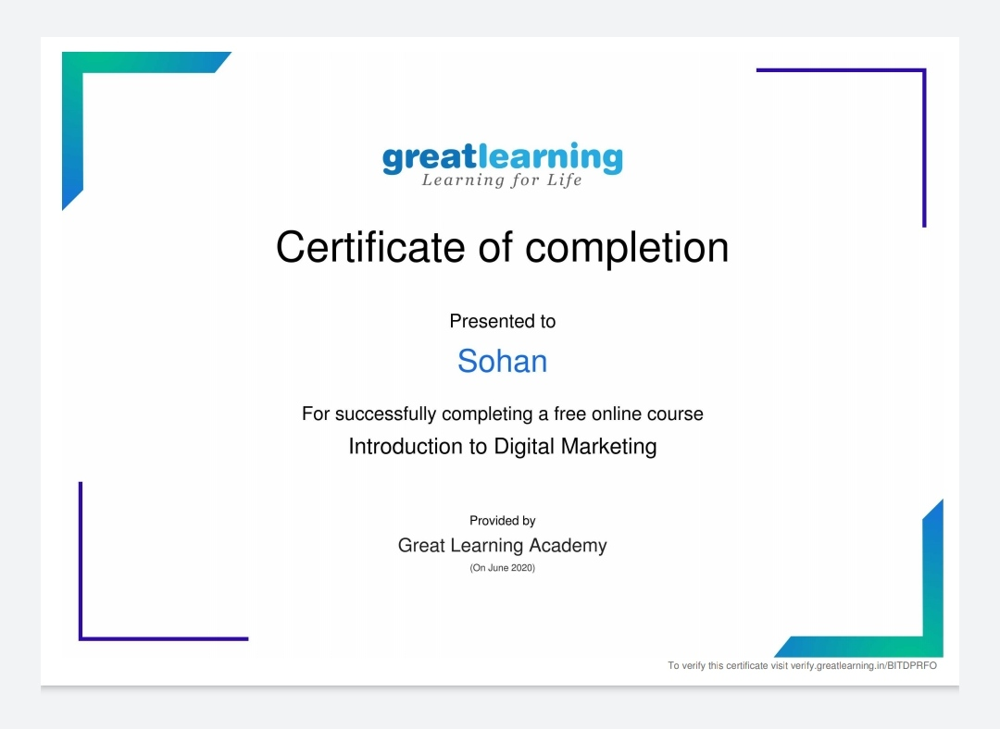 greatlearning
Learning for Life
Certificate of completion
Presented to
Sohan
For successfully completing a free online course
Introduction to Digital Marketing
Provided by
Great Learning Academy
(On June 2020)
To verify this certificate visit verify.greatlearning.in/BITDPRFO